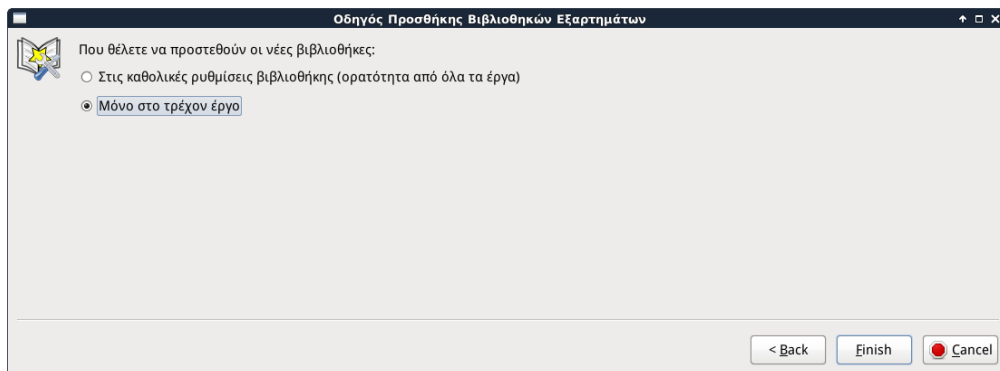 Οδηγός Προσθήκης Βιβλιοθηκών Εξαρτημάτων
Που θέλετε να προστεθούν οι νέες βιβλιοθήκες:
Στις καθολικές ρυθμίσεις βιβλιοθήκης (ορατότητα από όλα τα έργα)
Μόνο στο τρέχον έργο
< Back Finish Cancel